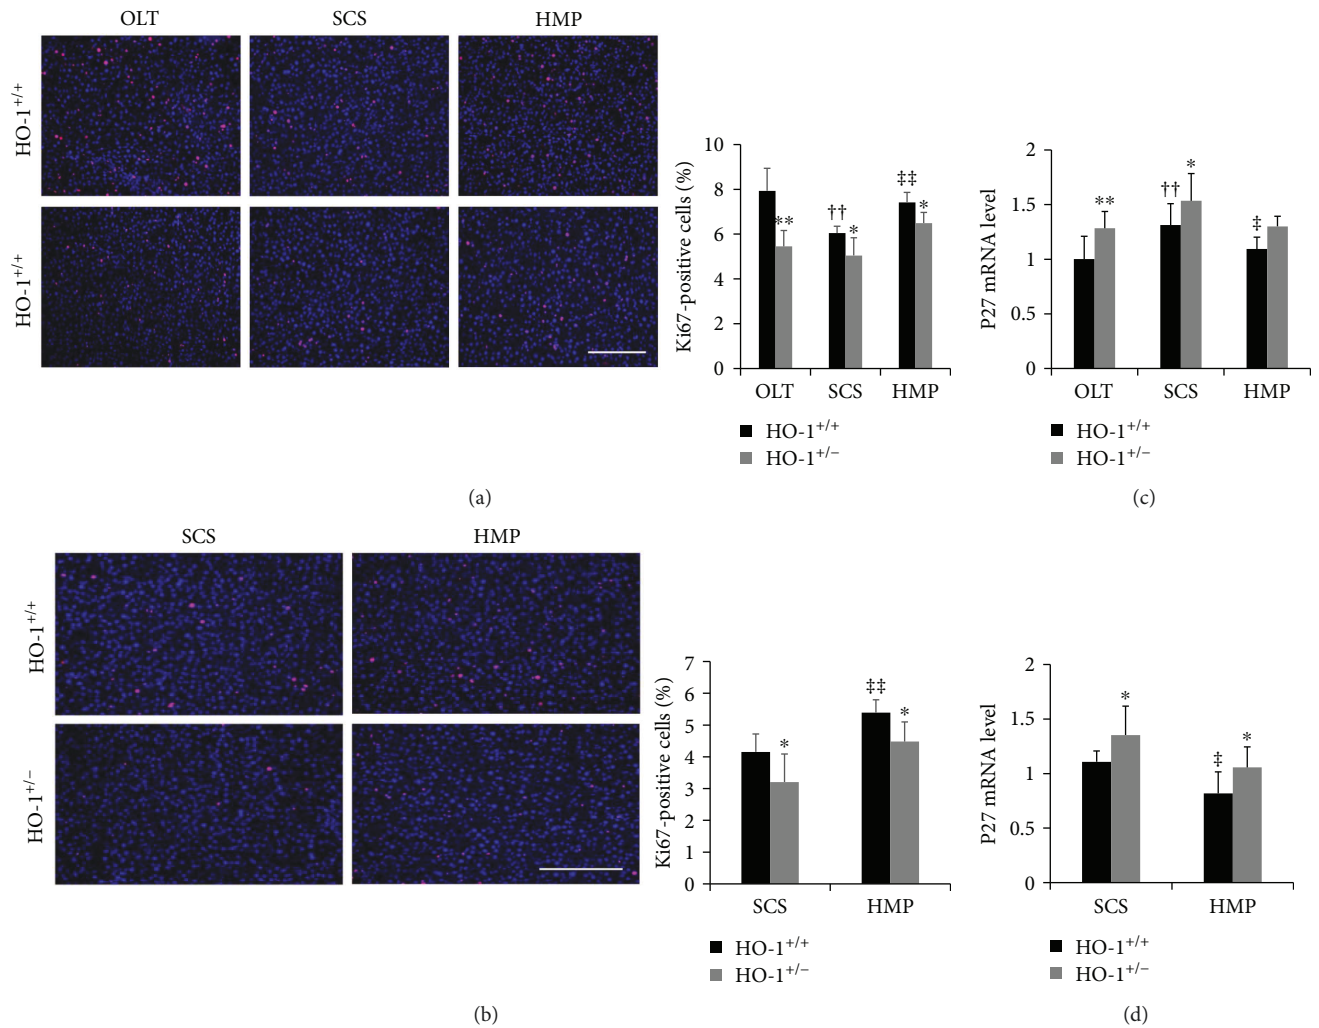 OLT SCS HMP
HO-1+/+
HO-1+/+
Ki67-positive cells (%)
10
8
6
4
2
0
** †† * ‡‡ *
OLT SCS HMP
HO-1+/+
HO-1+/−
(a)
P27 mRNA level
2
1.5
1
0.5
0
** †† * ‡
OLT SCS HMP
HO-1+/+
HO-1+/−
(c)
SCS HMP
HO-1+/+
HO-1+/−
Ki67-positive cells (%)
7
6
5
4
3
2
1
0
* ‡‡ *
SCS HMP
HO-1+/+
HO-1+/−
(b)
P27 mRNA level
2
1.5
1
0.5
0
* ‡ *
SCS HMP
HO-1+/+
HO-1+/−
(d)